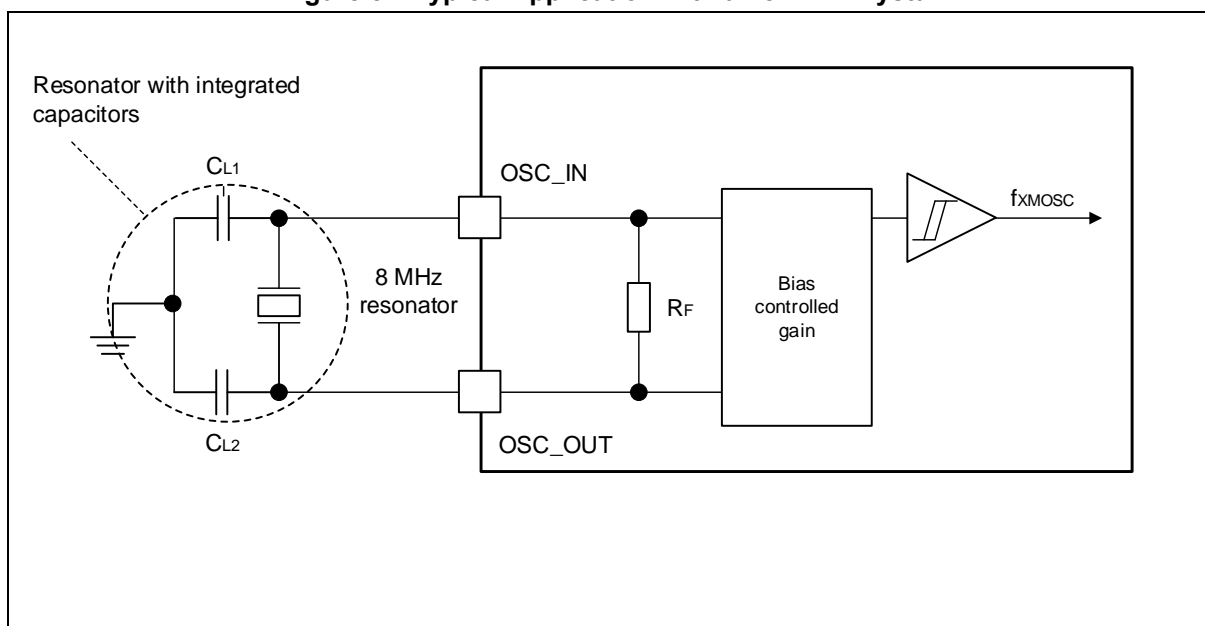 Resonator with integrated
capacitors
CL1
OSC_IN
fXMOSC
8 MHz
resonator
RF
Bias
controlled
gain
CL2
OSC_OUT